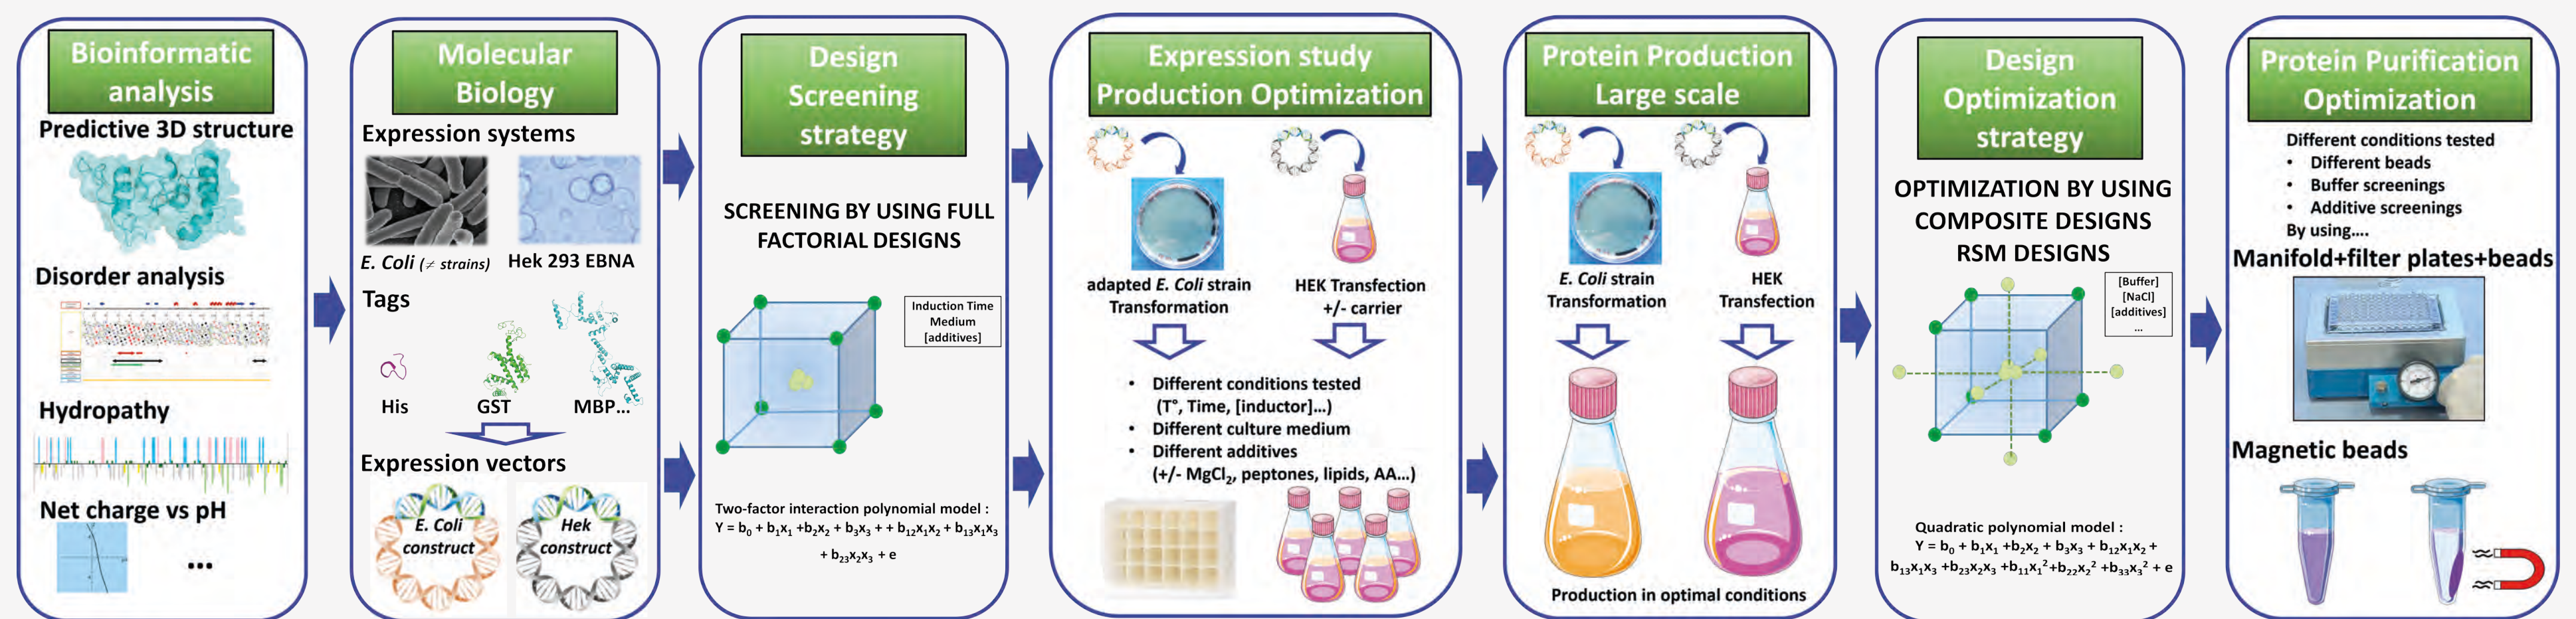 Bioinformatic
analysis
Predictive 3D structure
Disorder analysis
Hydropathy
Net charge vs pH
...
Molecular
Biology
Expression systems
E. Coli (≠ strains)
Hek 293 EBNA
Tags
His
GST
MBP...
Expression vectors
E. Coli
construct
Hek
construct
Design
Screening
strategy
SCREENING BY USING FULL
FACTORIAL DESIGNS
Induction Time
Medium
[additives]
Two-factor interaction polynomial model :
Y = b₀ + b₁x₁ +b₂x₂ + b₃x₃ + + b₁₂x₁x₂ + b₁₃x₁x₃
+ b₂₃x₂x₃ + e
Expression study
Production Optimization
adapted E. Coli strain
Transformation
HEK Transfection
+/- carrier
• Different conditions tested
(T°, Time, [inductor]...)
• Different culture medium
• Different additives
(+/- MgCl₂, peptones, lipids, AA...)
Protein Production
Large scale
E. Coli strain
Transformation
HEK
Transfection
Production in optimal conditions
Design
Optimization
strategy
OPTIMIZATION BY USING
COMPOSITE DESIGNS
RSM DESIGNS
[Buffer]
[NaCl]
[additives]
...
Quadratic polynomial model :
Y = b₀ + b₁x₁ +b₂x₂ + b₃x₃ + b₁₂x₁x₂ +
b₁₃x₁x₃ +b₂₃x₂x₃ +b₁₁x₁² +b₂₂x₂² +b₃₃x₃² + e
Protein Purification
Optimization
Different conditions tested
• Different beads
• Buffer screenings
• Additive screenings
By using....
Manifold+filter plates+beads
Magnetic beads